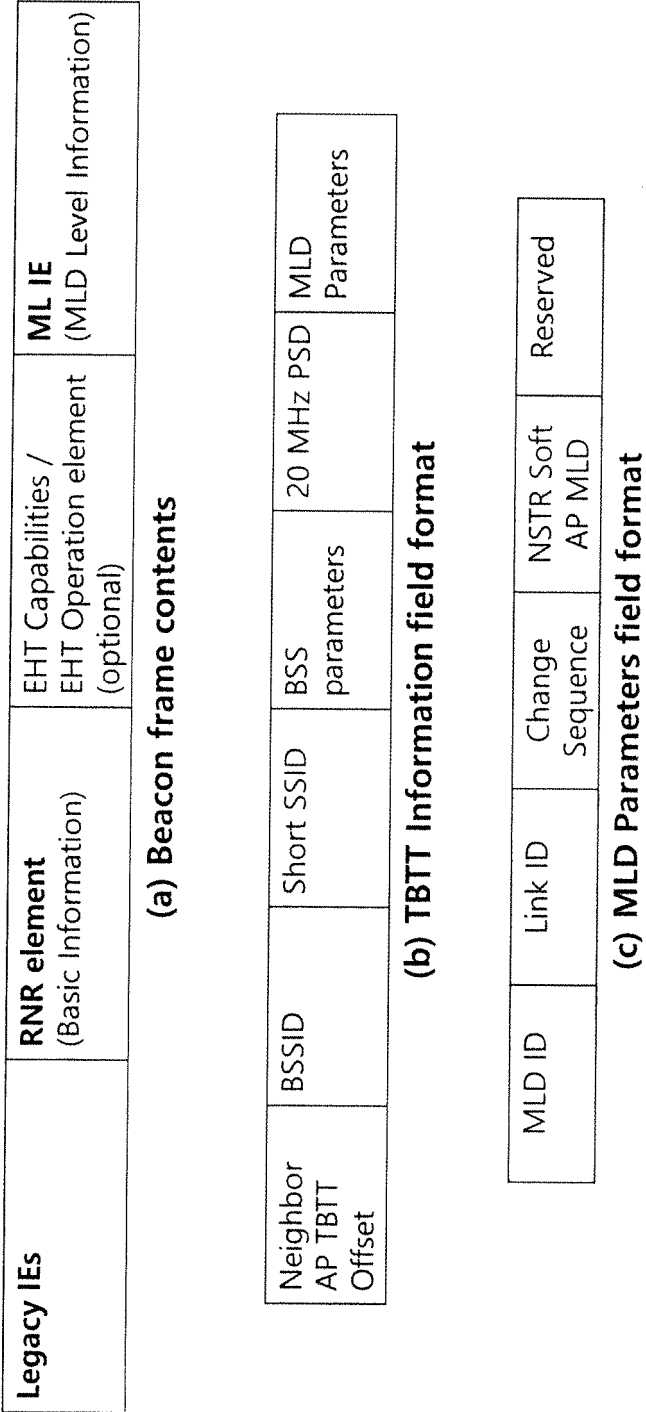 Legacy IEs
RNR element
(Basic Information)
EHT Capabilities /
EHT Operation element
(optional)
ML IE
(MLD Level Information)
(a) Beacon frame contents
Neighbor
AP TBTT
Offset
BSSID
Short SSID
BSS
parameters
20 MHz PSD
MLD
Parameters
(b) TBTT Information field format
MLD ID
Link ID
Change
Sequence
NSTR Soft
AP MLD
Reserved
(c) MLD Parameters field format